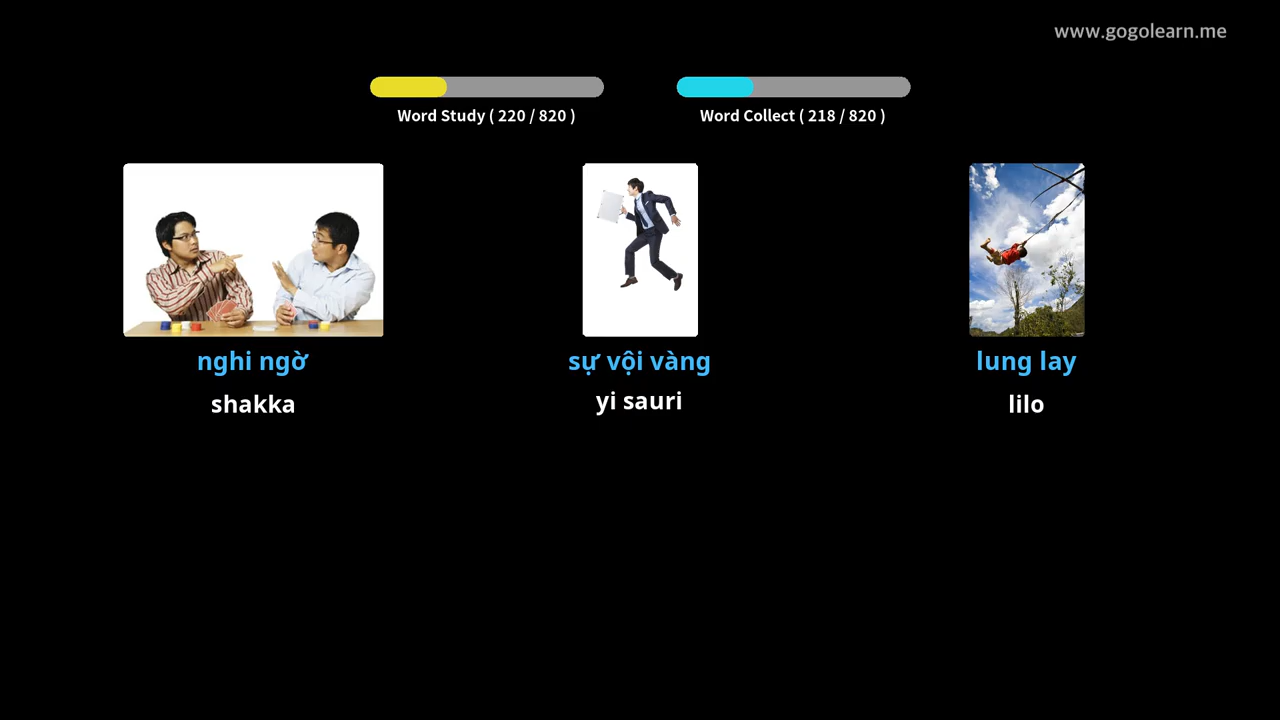 www.gogolearn.me
Word Study ( 220 / 820 )
Word Collect ( 218 / 820 )
nghi ngờ
shakka
sự vội vàng
yi sauri
lung lay
lilo